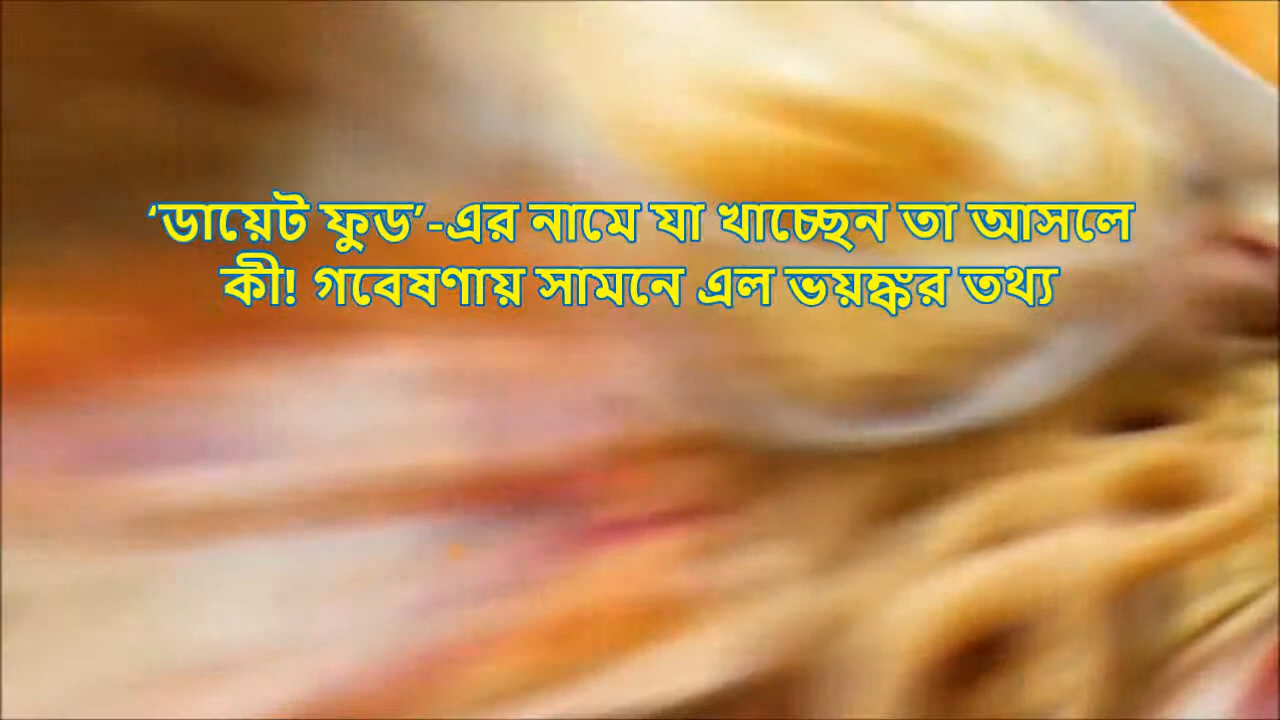 ‘ডায়েট ফুড’-এর নামে যা খাচ্ছেন তা আসলে
কী! গবেষণায় সামনে এল ভয়ঙ্কর তথ্য